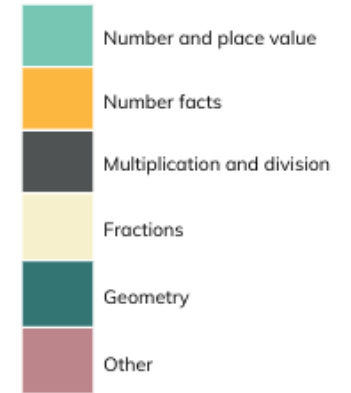 Number and place value
Number facts
Multiplication and division
Fractions
Geometry
Other